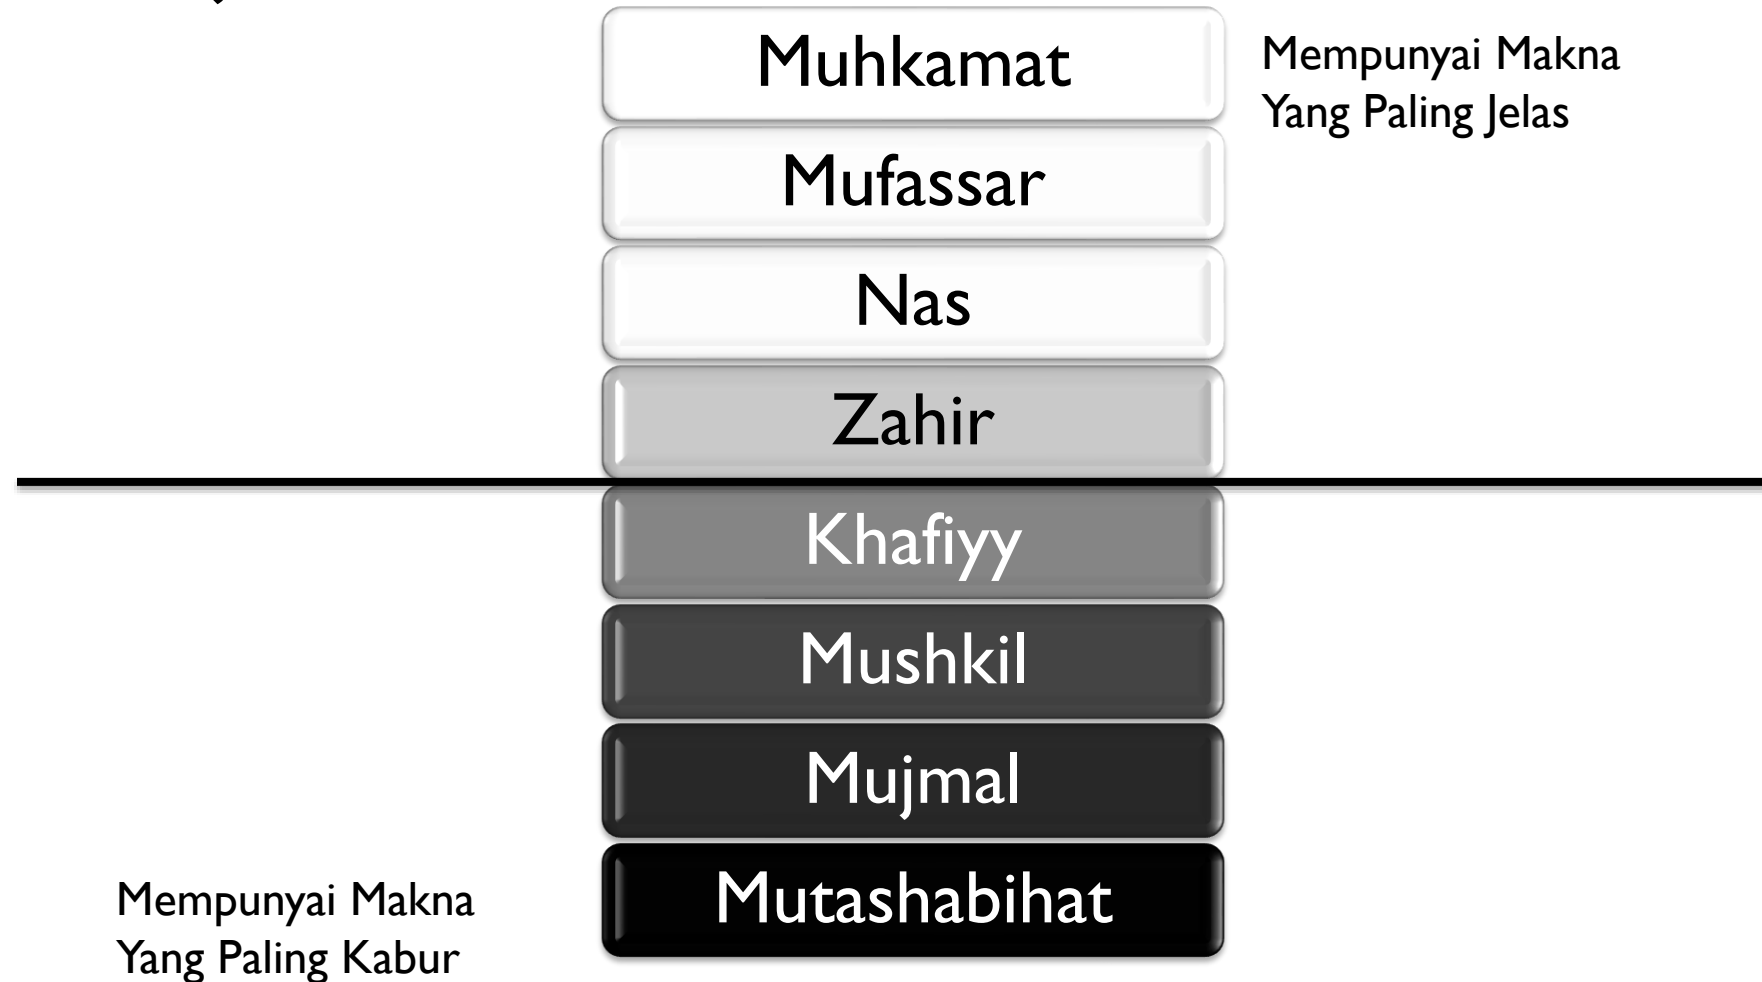 Muhkamat
Mempunyai Makna
Yang Paling Jelas
Mufassar
Nas
Zahir
Khafiyy
Mushkil
Mujmal
Mutashabihat
Mempunyai Makna
Yang Paling Kabur